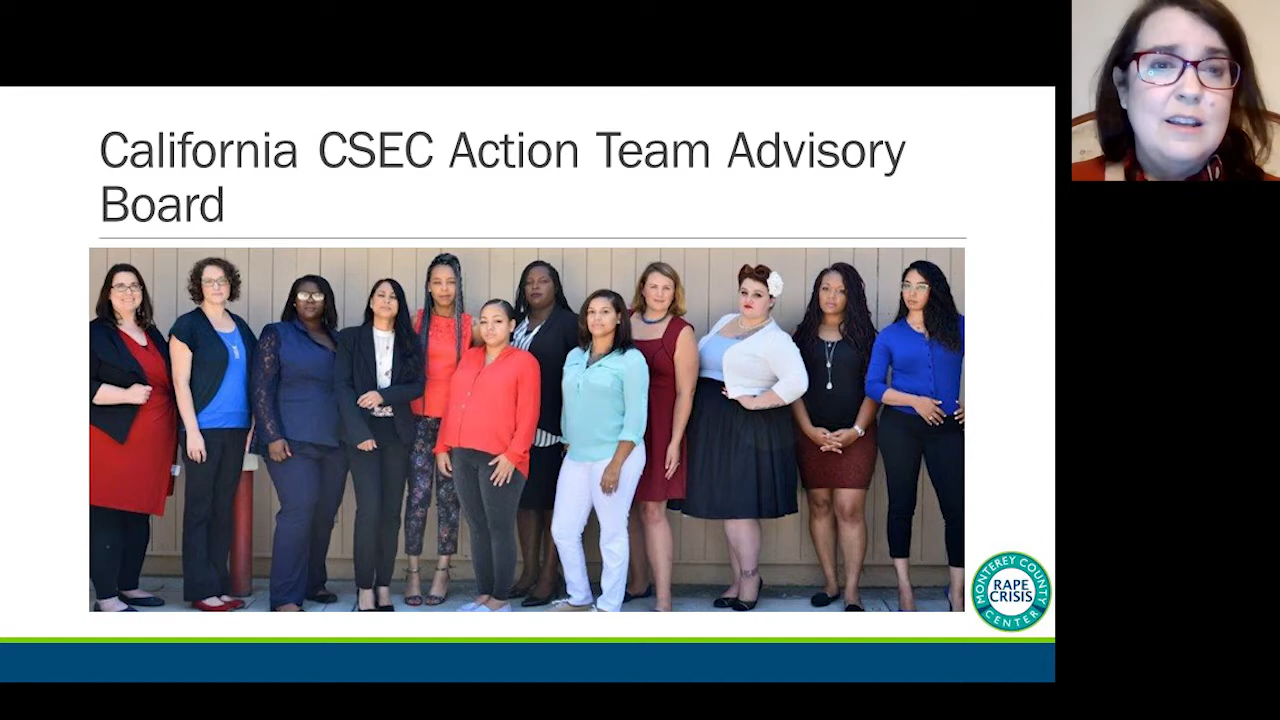 California CSEC Action Team Advisory
Board
MONTEREY COUNTY
RAPE
CRISIS
CENTER